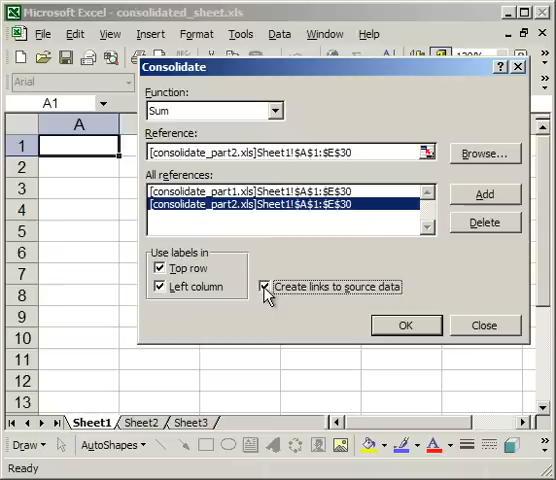 Microsoft Excel - consolidated_sheet.xls
File Edit View Insert Format Tools Data Window Help
Arial
A1
A
1
2
3
4
5
6
7
8
9
10
11
12
13
Consolidate
Function:
Sum
Reference:
[consolidate_part2.xls]Sheet1!$A$1:$E$30
Browse...
All references:
[consolidate_part1.xls]Sheet1!$A$1:$E$30
[consolidate_part2.xls]Sheet1!$A$1:$E$30
Add
Delete
Use labels in
Top row
Left column
Create links to source data
OK
Close
Sheet1 Sheet2 Sheet3
Draw AutoShapes
Ready